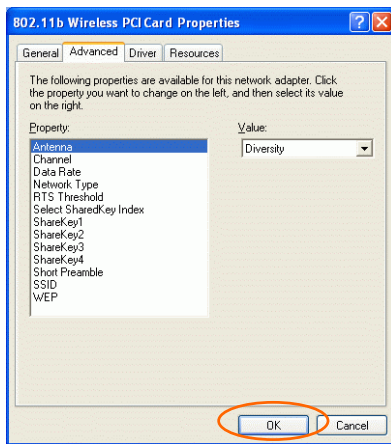 802.11b Wireless PCI Card Properties
General Advanced Driver Resources
The following properties are available for this network adapter. Click
the property you want to change on the left, and then select its value
on the right.
Property:
Value:
Antenna
Diversity
Channel
Data Rate
Network Type
RTS Threshold
Select SharedKey Index
ShareKey1
ShareKey2
ShareKey3
ShareKey4
Short Preamble
SSID
WEP
OK Cancel